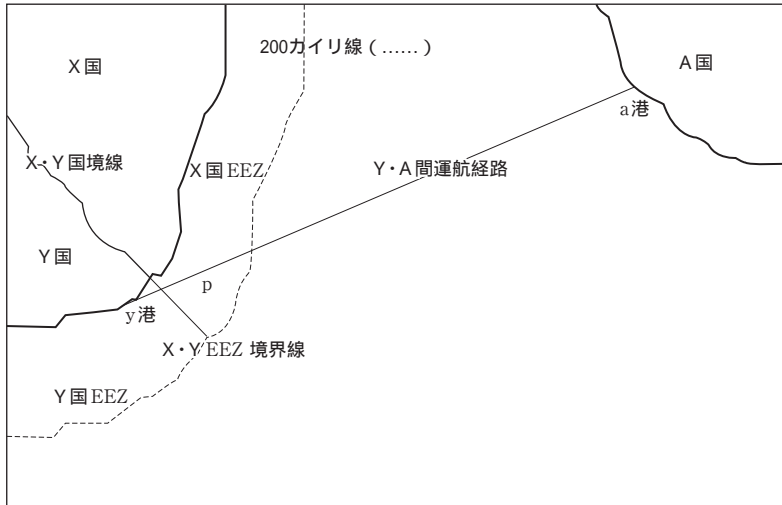 200カイリ線（……）
X国
A国
a港
X・Y国境線
X国EEZ
Y・A間運航経路
Y国
p
y港
X・Y EEZ 境界線
Y国EEZ